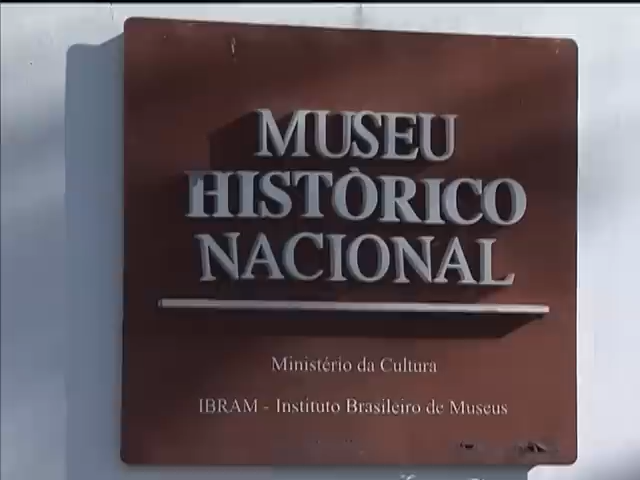 MUSEU
HISTÒRICO
NACIONAL
Ministério da Cultura
IBRAM - Instituto Brasileiro de Museus